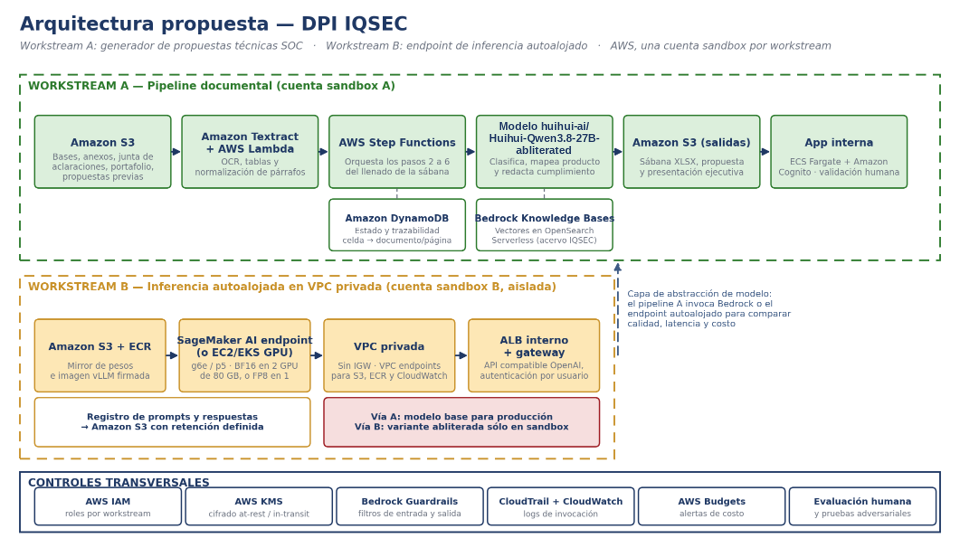 Arquitectura propuesta — DPI IQSEC
Workstream A: generador de propuestas técnicas SOC · Workstream B: endpoint de inferencia autoalojado · AWS, una cuenta sandbox por workstream
WORKSTREAM A — Pipeline documental (cuenta sandbox A)
Amazon S3
Bases, anexos, junta de
aclaraciones, portafolio,
propuestas previas
Amazon Textract
+ AWS Lambda
OCR, tablas y
normalización de párrafos
AWS Step Functions
Orquesta los pasos 2 a 6
del llenado de la sábana
Modelo huihui-ai/
Huihui-Qwen3.8-27B-
abliterated
Clasifica, mapea producto
y redacta cumplimiento
Amazon S3 (salidas)
Sábana XLSX, propuesta
y presentación ejecutiva
App interna
ECS Fargate + Amazon
Cognito · validación humana
Amazon DynamoDB
Estado y trazabilidad
celda → documento/página
Bedrock Knowledge Bases
Vectores en OpenSearch
Serverless (acervo IQSEC)
WORKSTREAM B — Inferencia autoalojada en VPC privada (cuenta sandbox B, aislada)
Capa de abstracción de modelo:
el pipeline A invoca Bedrock o el
endpoint autoalojado para comparar
calidad, latencia y costo
Amazon S3 + ECR
Mirror de pesos
e imagen vLLM firmada
SageMaker AI endpoint
(o EC2/EKS GPU)
g6e / p5 · BF16 en 2 GPU
de 80 GB, o FP8 en 1
VPC privada
Sin IGW · VPC endpoints
para S3, ECR y CloudWatch
ALB interno
+ gateway
API compatible OpenAI,
autenticación por usuario
Registro de prompts y respuestas
→ Amazon S3 con retención definida
Vía A: modelo base para producción
Vía B: variante abliterada sólo en sandbox
CONTROLES TRANSVERSALES
AWS IAM
roles por workstream
AWS KMS
cifrado at-rest / in-transit
Bedrock Guardrails
filtros de entrada y salida
CloudTrail + CloudWatch
logs de invocación
AWS Budgets
alertas de costo
Evaluación humana
y pruebas adversariales